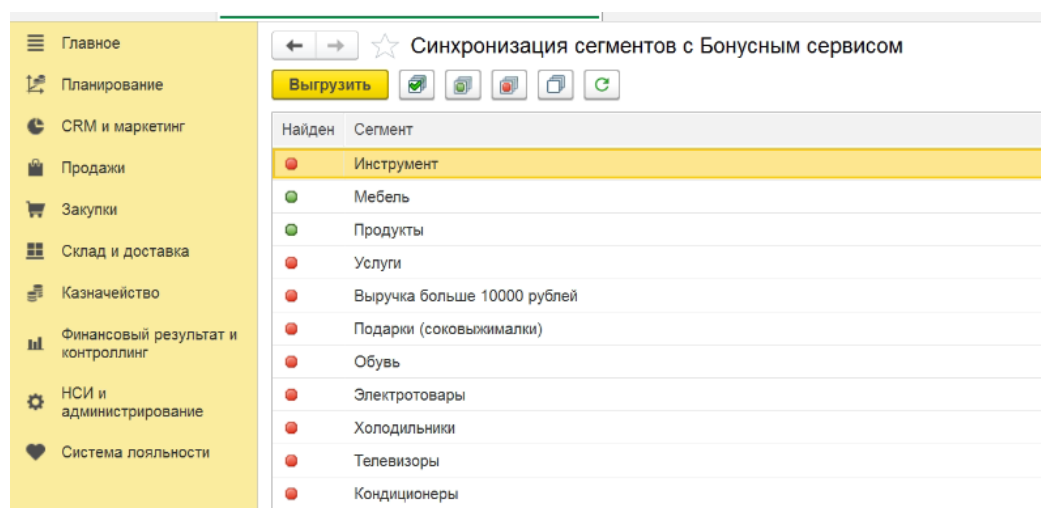 Главное
Планирование
CRM и маркетинг
Продажи
Закупки
Склад и доставка
Казначейство
Финансовый результат и
контроллинг
НСИ и
администрирование
Система лояльности
Синхронизация сегментов с Бонусным сервисом
Выгрузить
Найден Сегмент
Инструмент
Мебель
Продукты
Услуги
Выручка больше 10000 рублей
Подарки (соковыжималки)
Обувь
Электротовары
Холодильники
Телевизоры
Кондиционеры